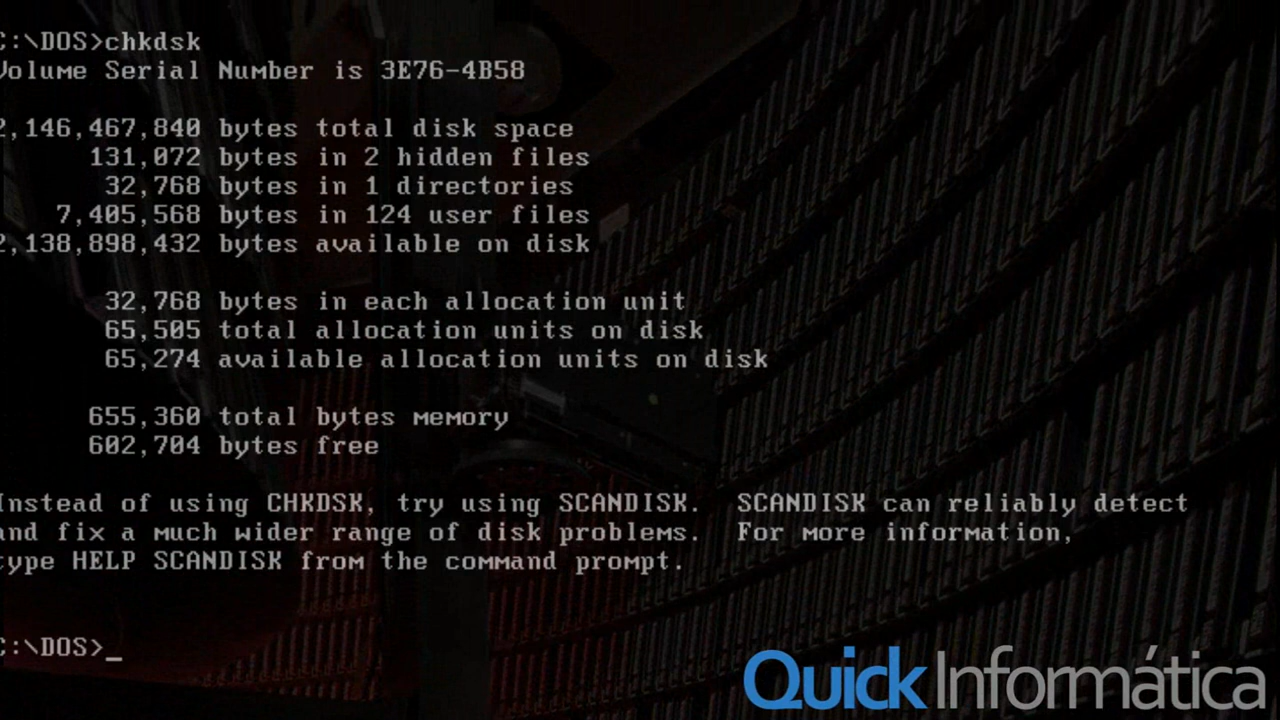 C:\DOS>chkdsk
Volume Serial Number is 3E76-4B58
2,146,467,840 bytes total disk space
131,072 bytes in 2 hidden files
32,768 bytes in 1 directories
7,405,568 bytes in 124 user files
2,138,898,432 bytes available on disk
32,768 bytes in each allocation unit
65,505 total allocation units on disk
65,274 available allocation units on disk
655,360 total bytes memory
602,704 bytes free
Instead of using CHKDSK, try using SCANDISK. SCANDISK can reliably detect
and fix a much wider range of disk problems. For more information,
type HELP SCANDISK from the command prompt.
C:\DOS>_
Quick Informática